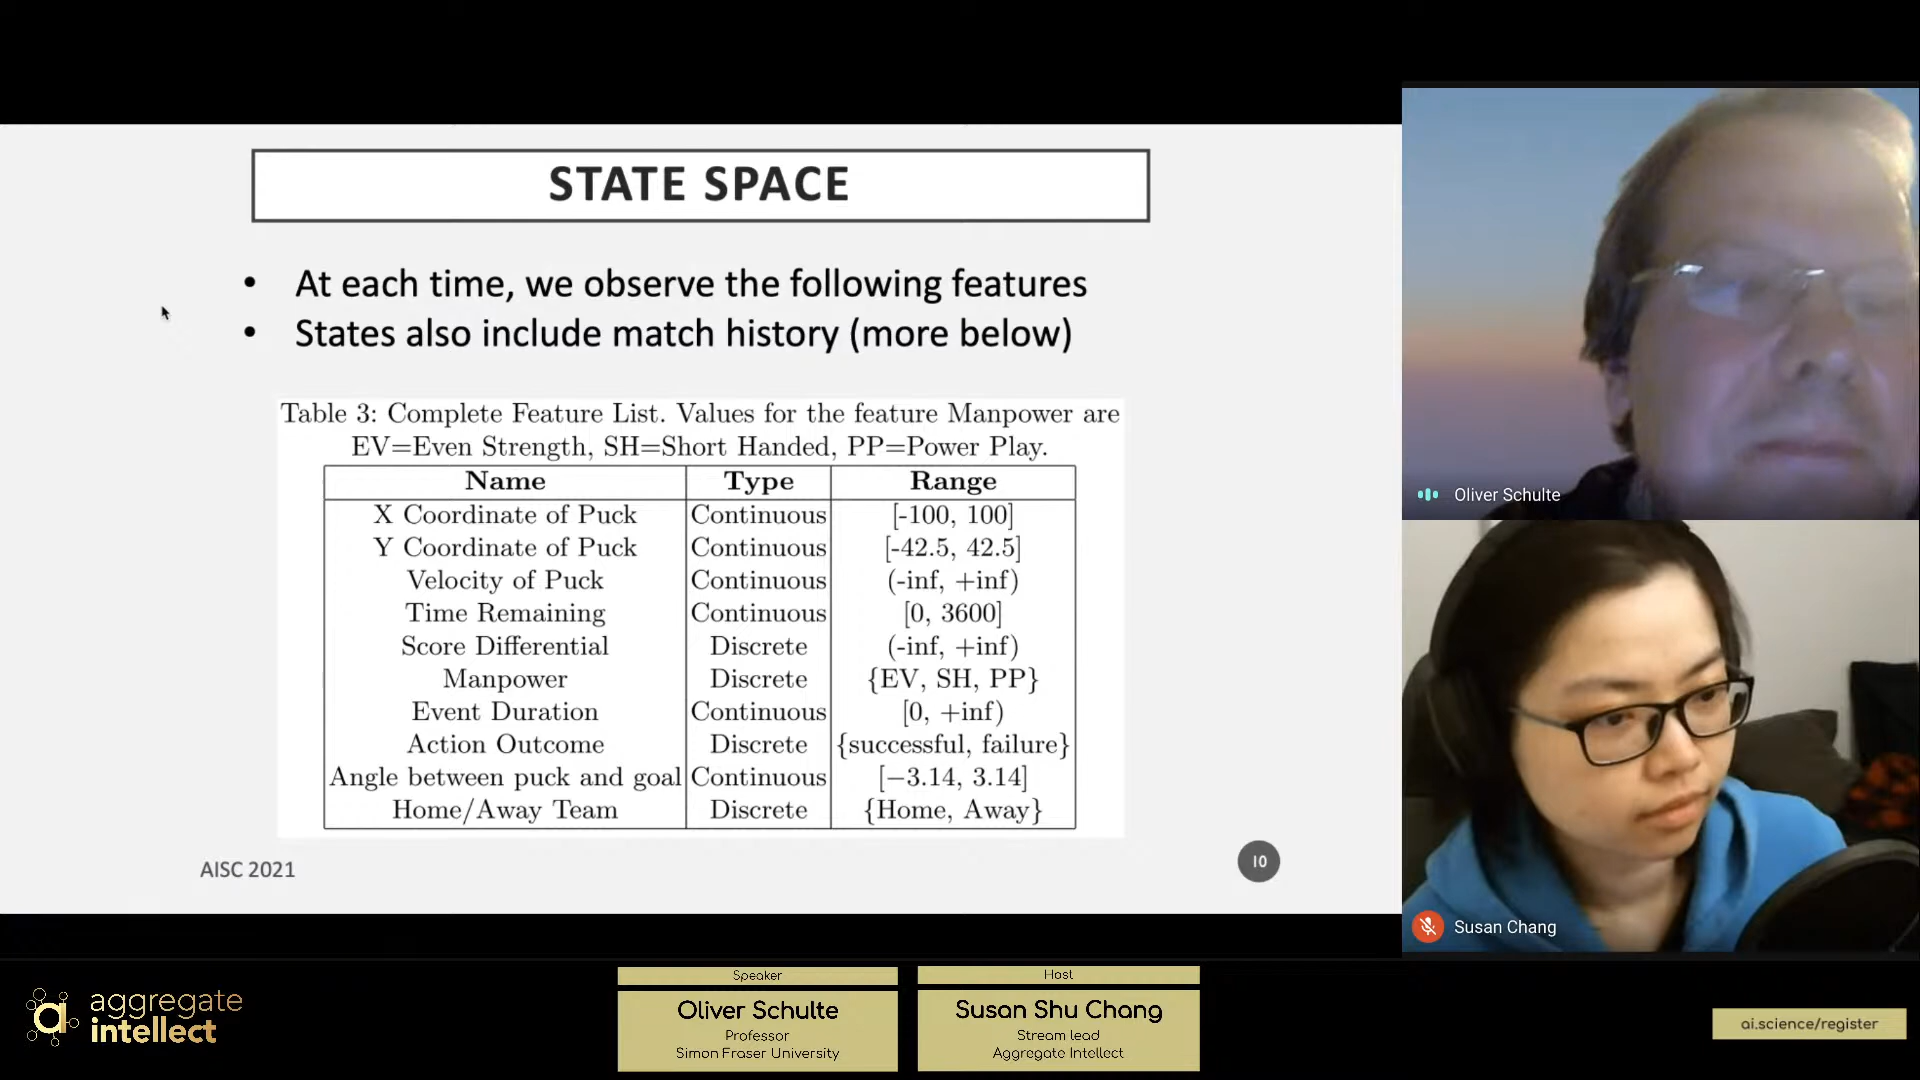 STATE SPACE
• At each time, we observe the following features
• States also include match history (more below)
Table 3: Complete Feature List. Values for the feature Manpower are
EV=Even Strength, SH=Short Handed, PP=Power Play.
Name Type Range
X Coordinate of Puck Continuous [-100, 100]
Y Coordinate of Puck Continuous [-42.5, 42.5]
Velocity of Puck Continuous (-inf, +inf)
Time Remaining Continuous [0, 3600]
Score Differential Discrete (-inf, +inf)
Manpower Discrete {EV, SH, PP}
Event Duration Continuous [0, +inf)
Action Outcome Discrete {successful, failure}
Angle between puck and goal Continuous [−3.14, 3.14]
Home/Away Team Discrete {Home, Away}
AISC 2021
10
Oliver Schulte
Susan Chang
aggregate
intellect
Speaker
Oliver Schulte
Professor
Simon Fraser University
Host
Susan Shu Chang
Stream lead
Aggregate Intellect
ai.science/register